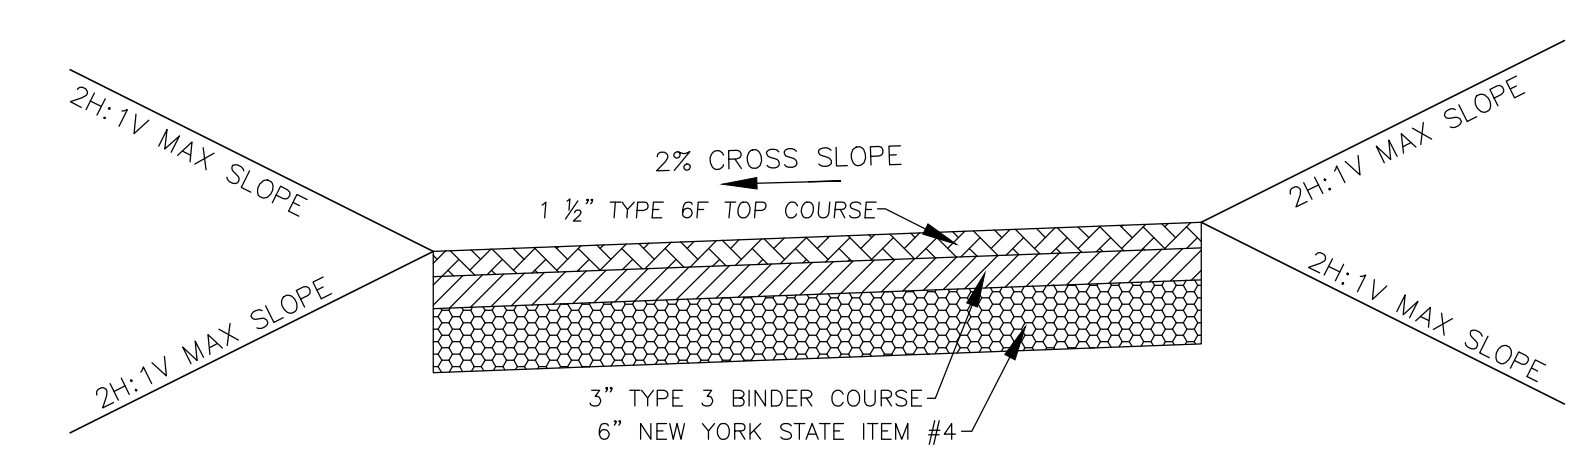 2H:1V MAX SLOPE
2H:1V MAX SLOPE
2% CROSS SLOPE
1 ½” TYPE 6F TOP COURSE
2H:1V MAX SLOPE
2H:1V MAX SLOPE
3” TYPE 3 BINDER COURSE
6” NEW YORK STATE ITEM #4